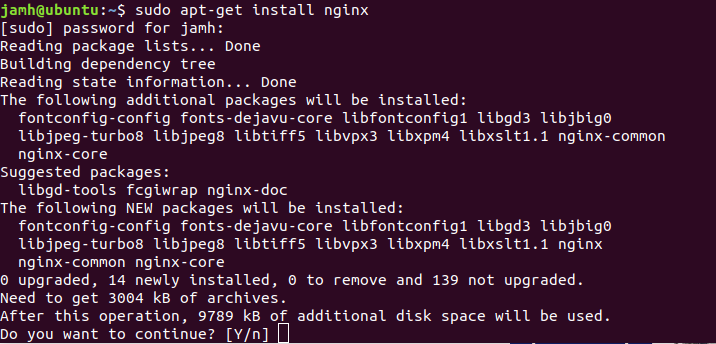 jamh@ubuntu:~$ sudo apt-get install nginx
[sudo] password for jamh:
Reading package lists... Done
Building dependency tree
Reading state information... Done
The following additional packages will be installed:
  fontconfig-config fonts-dejavu-core libfontconfig1 libgd3 libjbig0
  libjpeg-turbo8 libjpeg8 libtiff5 libvpx3 libxpm4 libxslt1.1 nginx-common
  nginx-core
Suggested packages:
  libgd-tools fcgiwrap nginx-doc
The following NEW packages will be installed:
  fontconfig-config fonts-dejavu-core libfontconfig1 libgd3 libjbig0
  libjpeg-turbo8 libjpeg8 libtiff5 libvpx3 libxpm4 libxslt1.1 nginx
  nginx-common nginx-core
0 upgraded, 14 newly installed, 0 to remove and 139 not upgraded.
Need to get 3004 kB of archives.
After this operation, 9789 kB of additional disk space will be used.
Do you want to continue? [Y/n]